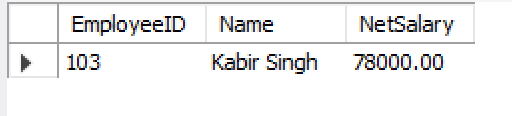 EmployeeID Name NetSalary
103 Kabir Singh 78000.00